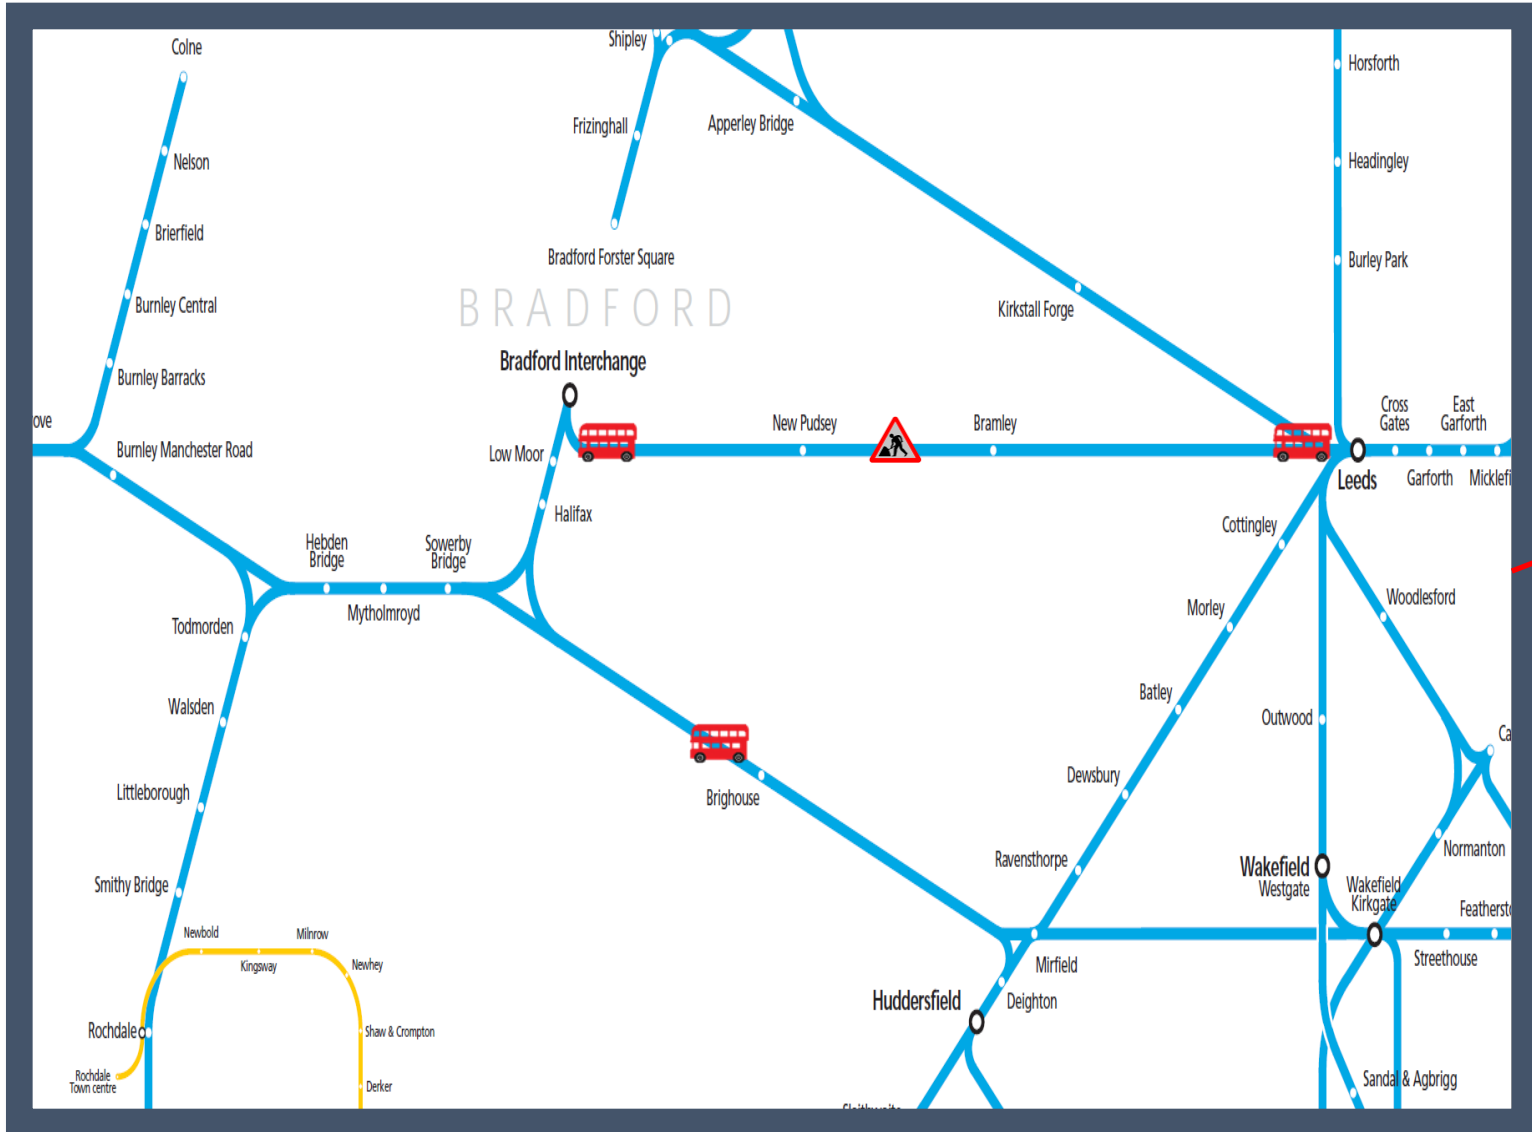 Colne
Shipley
Horsforth
Nelson
Frizinghall
Apperley Bridge
Headingley
Brierfield
Bradford Forster Square
Burley Park
Burnley Central
BRADFORD
Kirkstall Forge
Bradford Interchange
Burnley Barracks
ove
Burnley Manchester Road
Low Moor
New Pudsey
Bramley
Cross
Gates
East
Garforth
Leeds
Garforth
Micklefi
Halifax
Cottingley
Hebden
Bridge
Sowerby
Bridge
Mytholmroyd
Todmorden
Morley
Woodlesford
Walsden
Batley
Outwood
Ca
Littleborough
Brighouse
Dewsbury
Ravensthorpe
Normanton
Smithy Bridge
Wakefield
Westgate
Wakefield
Kirkgate
Featherst
Newbold
Milnrow
Kingsway
Newhey
Mirfield
Streethouse
Huddersfield
Deighton
Rochdale
Shaw & Crompton
Rochdale
Town centre
Derker
Sandal & Agbrigg